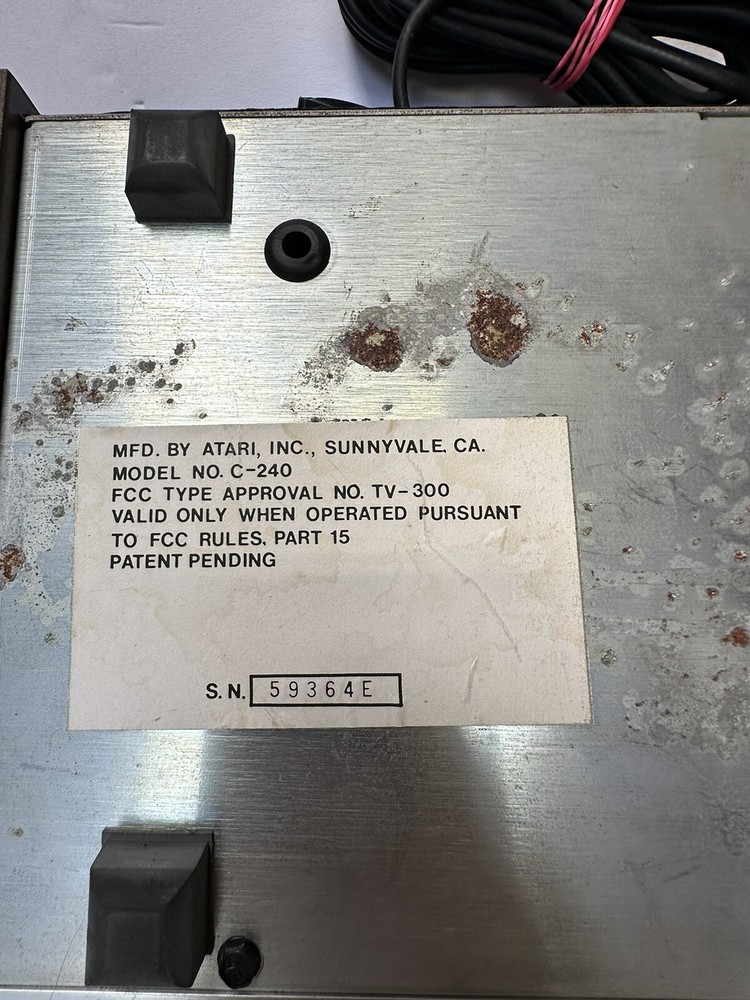 MFD. BY ATARI, INC., SUNNYVALE. CA.
MODEL NO. C-240
FCC TYPE APPROVAL NO. TV-300
VALID ONLY WHEN OPERATED PURSUANT
TO FCC RULES. PART 15
PATENT PENDING
S.N. 59364E